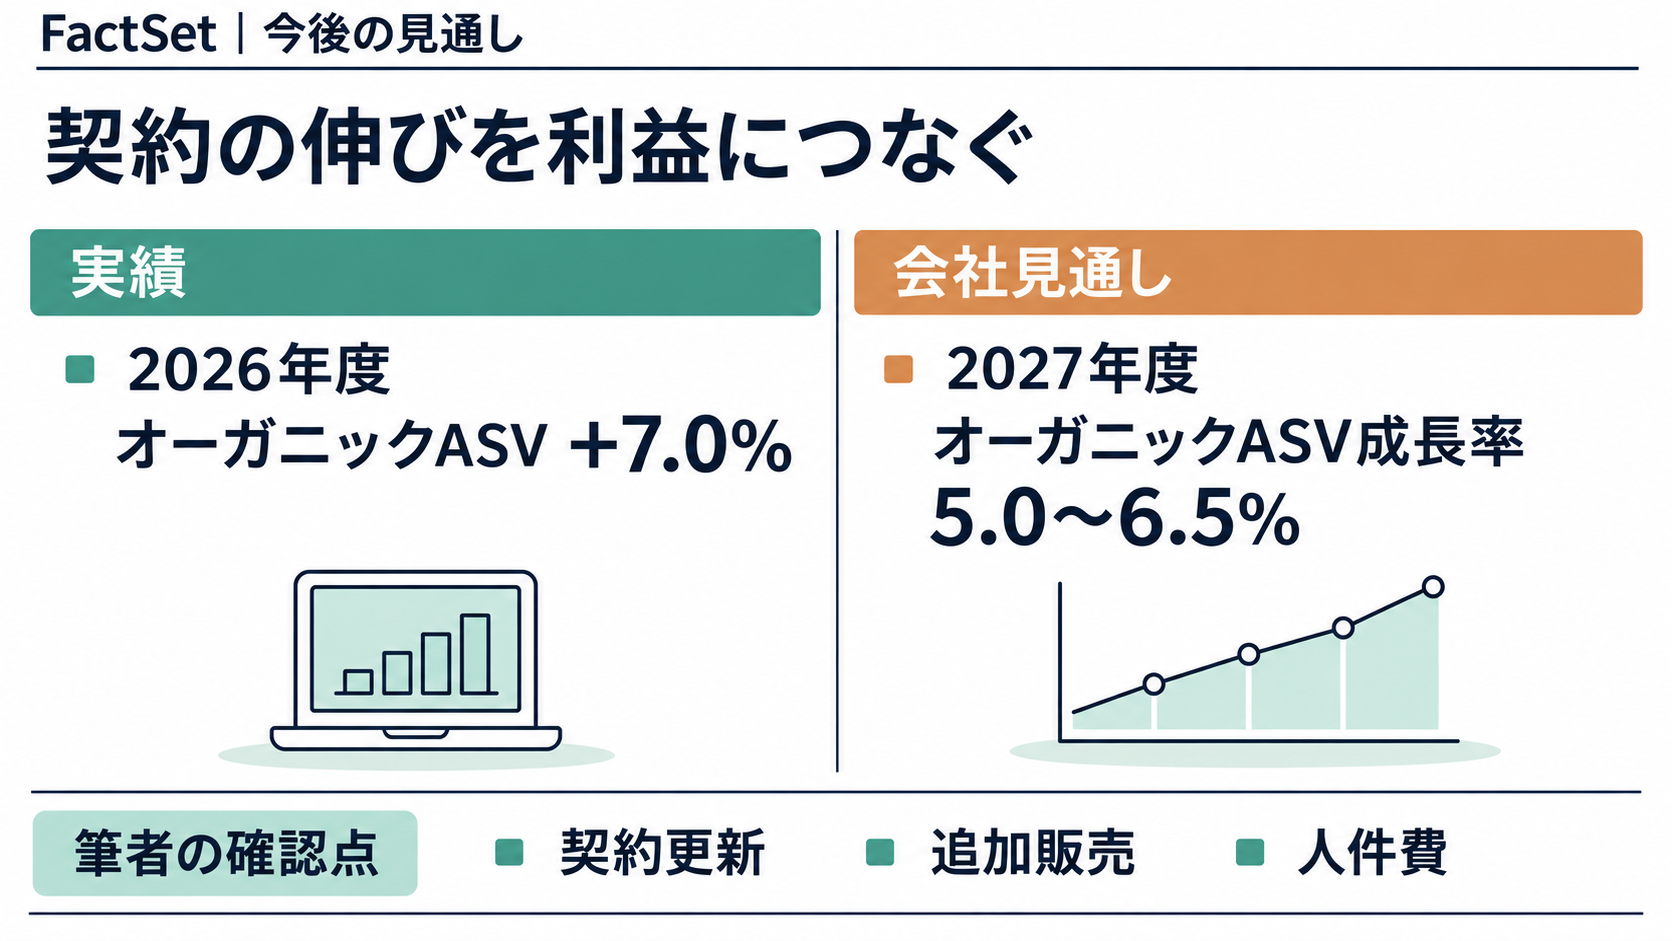 FactSet｜今後の見通し
契約の伸びを利益につなぐ
実績
2026年度
オーガニックASV +7.0%
会社見通し
2027年度
オーガニックASV成長率
5.0〜6.5%
筆者の確認点
契約更新
追加販売
人件費